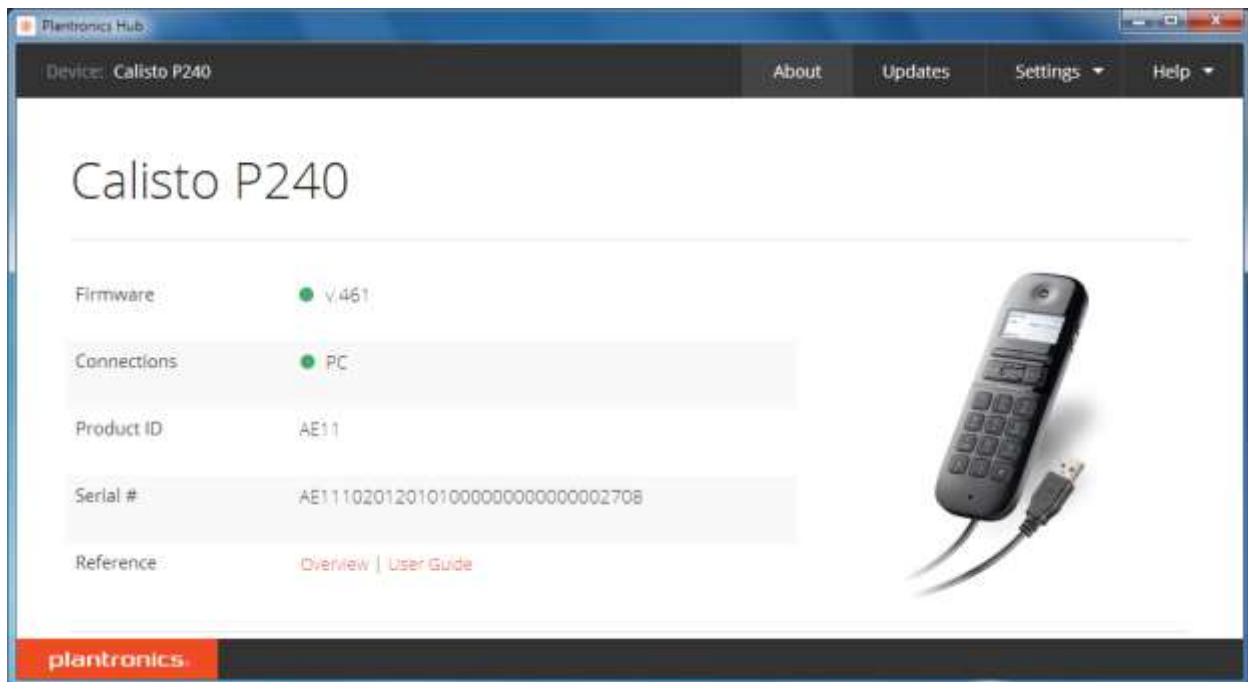 Plantronics Hub
Device: Calisto P240 About Updates Settings Help
Calisto P240
Firmware v.461
Connections PC
Product ID AE11
Serial # AE1110201201010000000000000002708
Reference Overview | User Guide
plantronics.